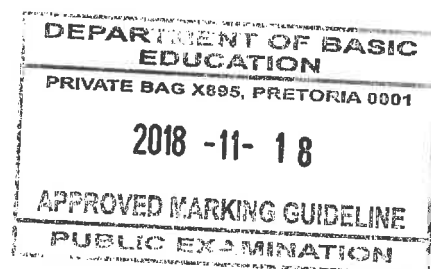 DEPARTMENT OF BASIC
EDUCATION
PRIVATE BAG X895, PRETORIA 0001
2018 -11- 18
APPROVED MARKING GUIDELINE
PUBLIC EXAMINATION